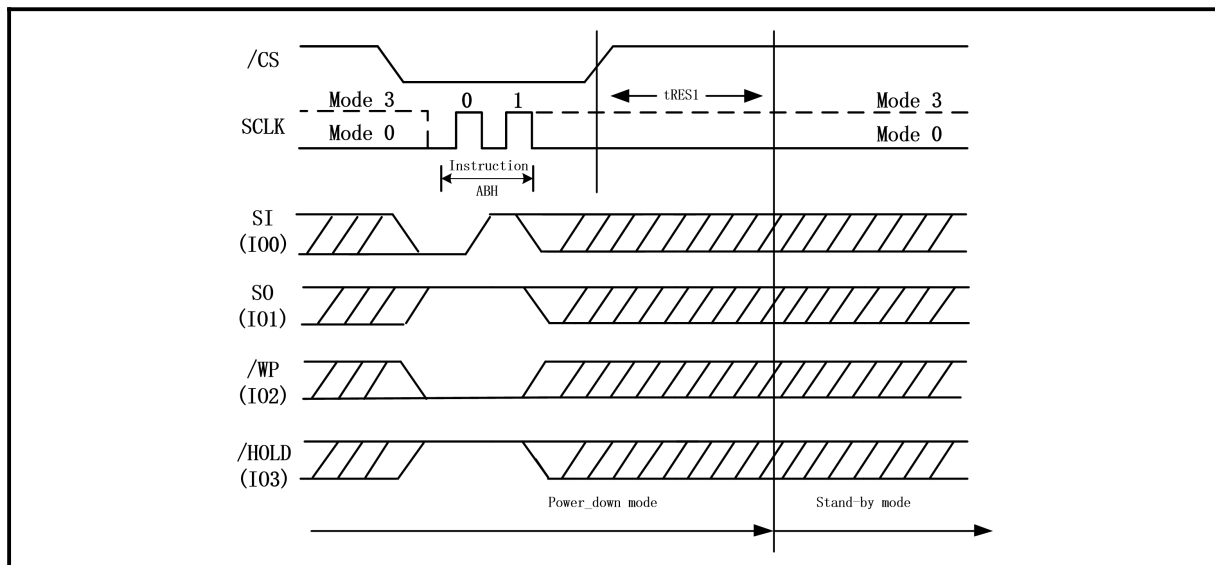 /CS
tRES1
Mode 3 0 1 Mode 3
SCLK
Mode 0 Mode 0
Instruction
ABH
SI
(IO0)
SO
(IO1)
/WP
(IO2)
/HOLD
(IO3)
Power_down mode Stand-by mode